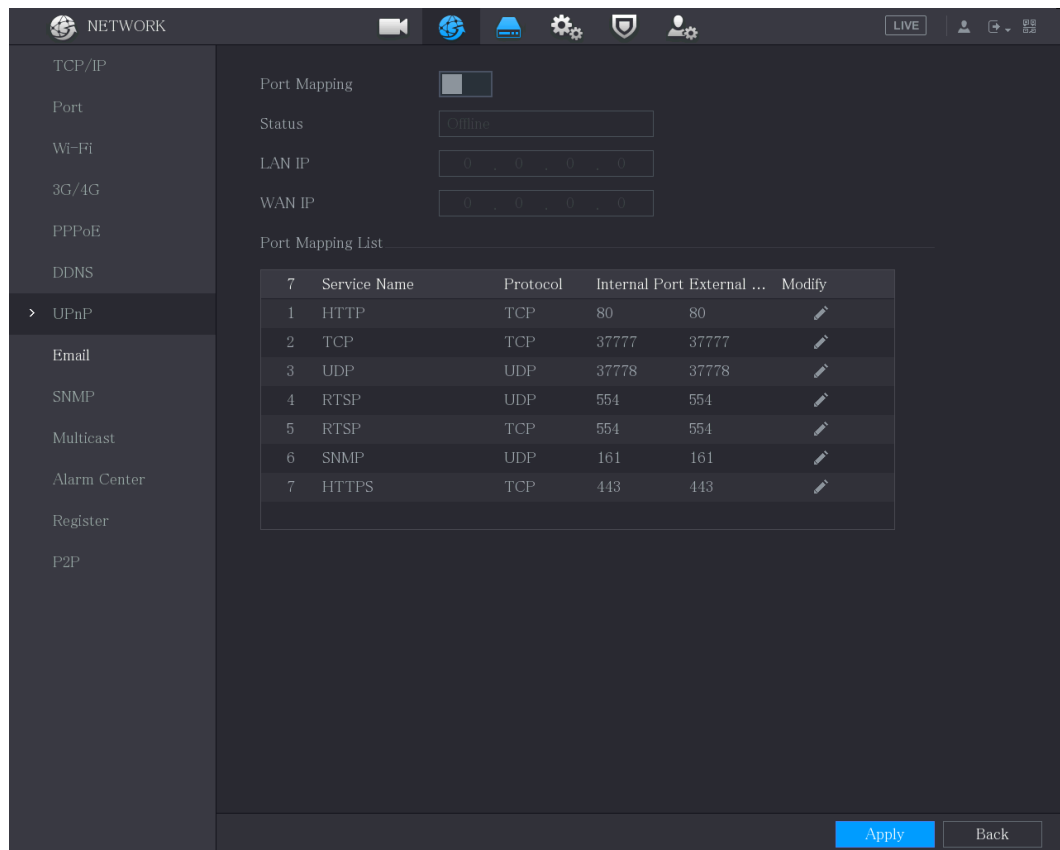 NETWORK
LIVE
TCP/IP
Port
Wi-Fi
3G/4G
PPPoE
DDNS
UPnP
Email
SNMP
Multicast
Alarm Center
Register
P2P
Port Mapping
Status Offline
LAN IP 0 . 0 . 0 . 0
WAN IP 0 . 0 . 0 . 0
Port Mapping List
7 Service Name Protocol Internal Port External ... Modify
1 HTTP TCP 80 80
2 TCP TCP 37777 37777
3 UDP UDP 37778 37778
4 RTSP UDP 554 554
5 RTSP TCP 554 554
6 SNMP UDP 161 161
7 HTTPS TCP 443 443
Apply Back